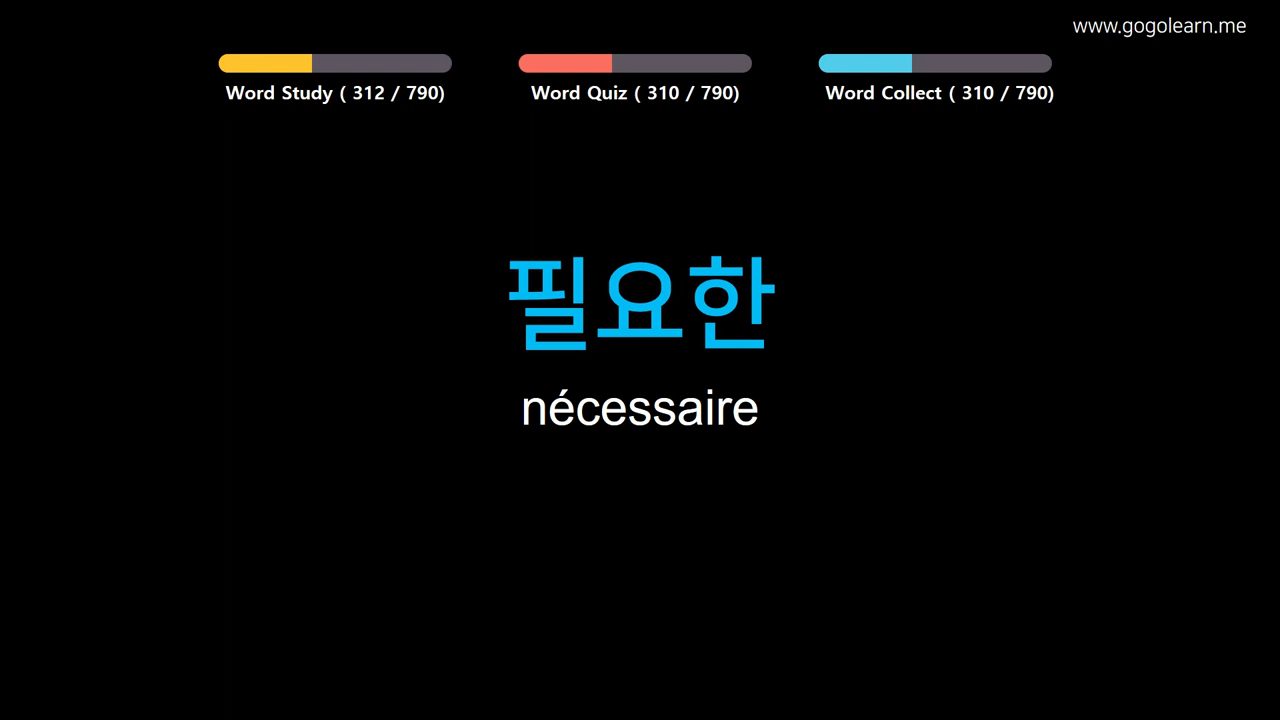 www.gogolearn.me
Word Study ( 312 / 790)
Word Quiz ( 310 / 790)
Word Collect ( 310 / 790)
필요한
nécessaire